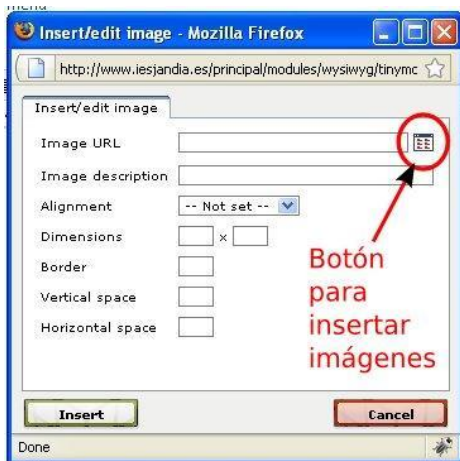 menu
Insert/edit image - Mozilla Firefox
http://www.iesjandia.es/principal/modules/wysiwyg/tinymc
Insert/edit image
Image URL
Image description
Alignment
-- Not set --
Dimensions
x
Border
Vertical space
Horizontal space
Botón
para
insertar
imágenes
Insert
Cancel
Done